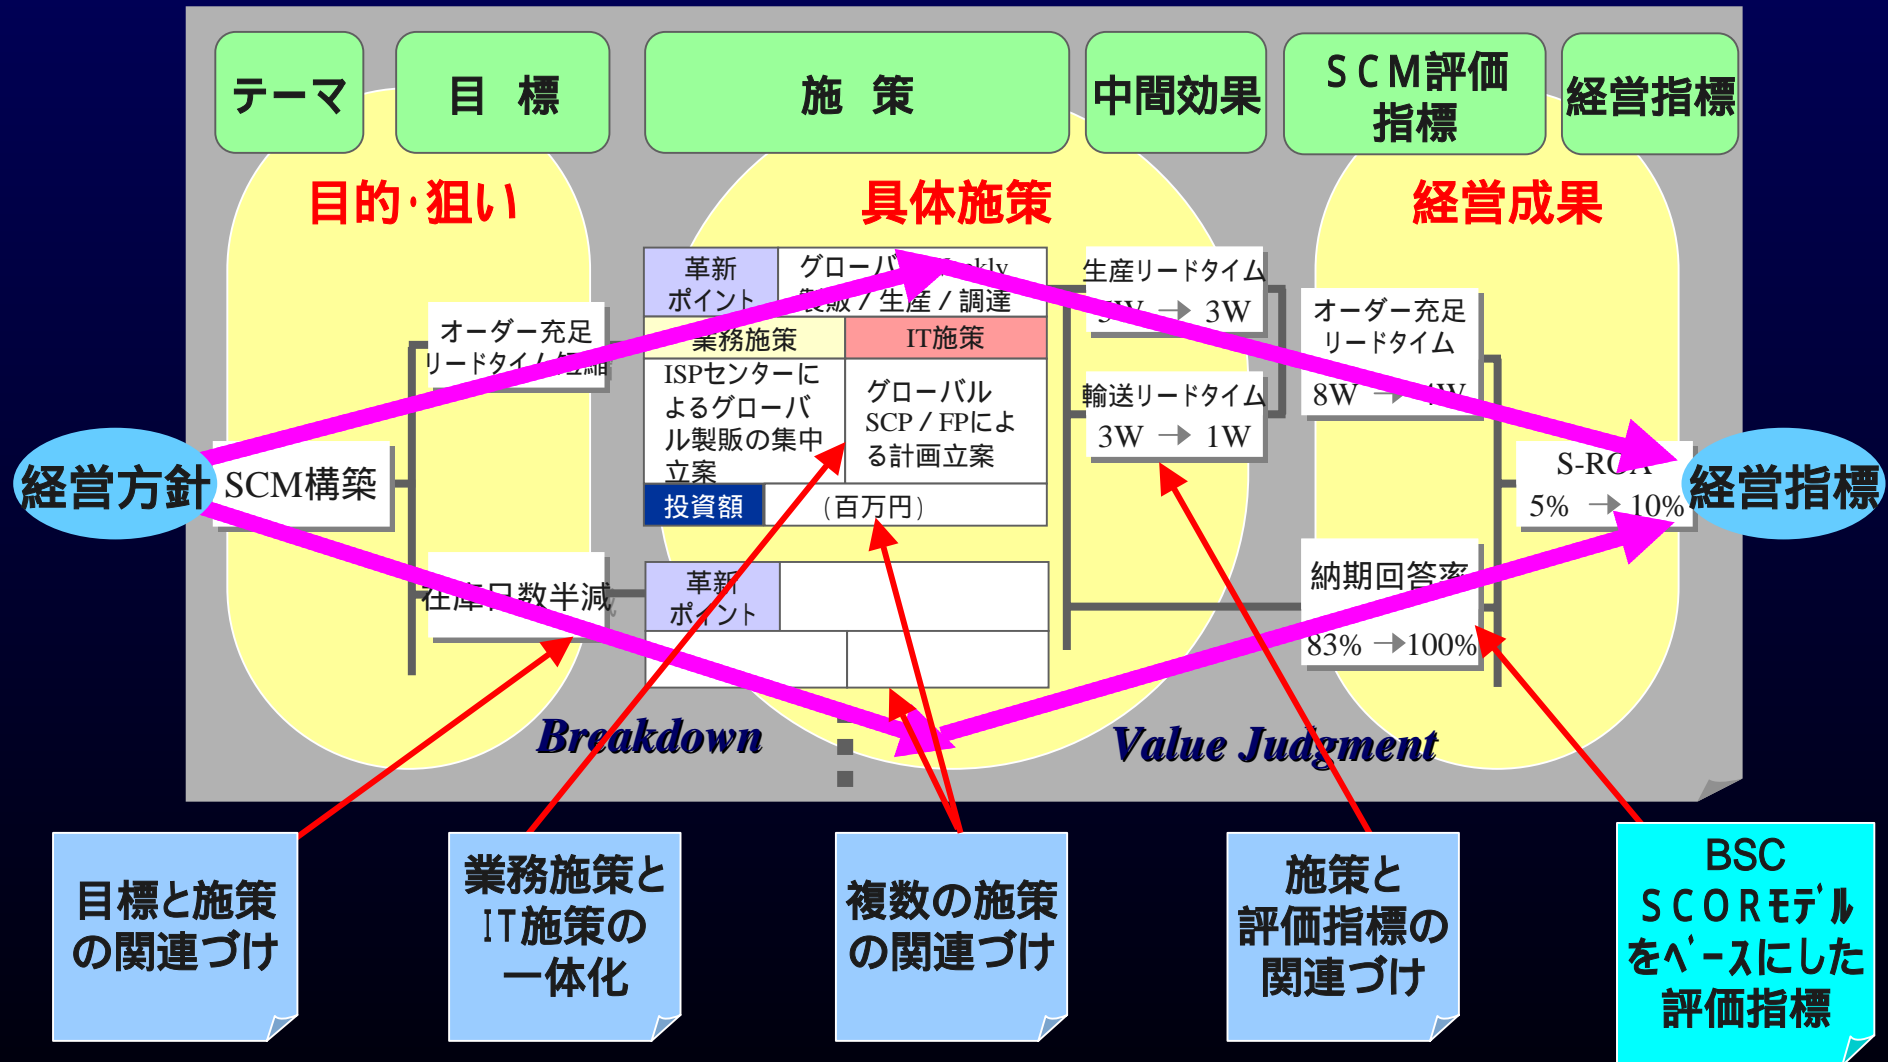 テーマ
目 標
施 策
中間効果
ＳＣＭ評価
指標
経営指標
目的・狙い
具体施策
経営成果
革新
ポイント
製販／生産／調達
生産リードタイム
→ 3W
オーダー充足
リードタイム短縮
業務施策
IT施策
オーダー充足
リードタイム
8W →
ISPセンターに
よるグローバ
ル製販の集中
立案
グローバル
SCP／FPによ
る計画立案
輸送リードタイム
3W → 1W
経営方針
SCM構築
投資額
（百万円）
S-ROA
5% → 10%
経営指標
在庫日数半減
革新
ポイント
納期回答率
83% →100%
Breakdown
Value Judgment
目標と施策
の関連づけ
業務施策と
IT施策の
一体化
複数の施策
の関連づけ
施策と
評価指標の
関連づけ
BSC
ＳＣＯＲﾓﾃﾞﾙ
をﾍﾞｰｽにした
評価指標